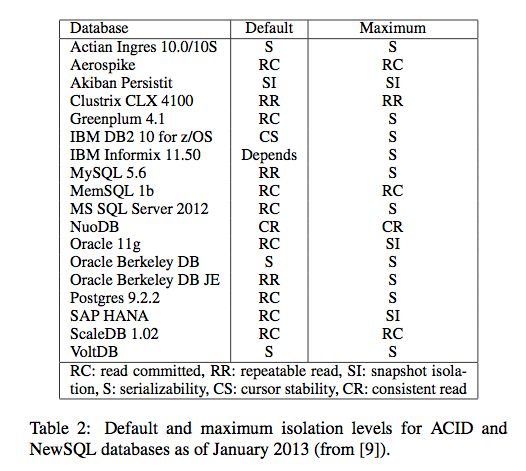 Database Default Maximum
Actian Ingres 10.0/10S S S
Aerospike RC RC
Akiban Persistit SI SI
Clustrix CLX 4100 RR RR
Greenplum 4.1 RC S
IBM DB2 10 for z/OS CS S
IBM Informix 11.50 Depends S
MySQL 5.6 RR S
MemSQL 1b RC RC
MS SQL Server 2012 RC S
NuoDB CR CR
Oracle 11g RC SI
Oracle Berkeley DB S S
Oracle Berkeley DB JE RR S
Postgres 9.2.2 RC S
SAP HANA RC SI
ScaleDB 1.02 RC RC
VoltDB S S
RC: read committed, RR: repeatable read, SI: snapshot isola-
tion, S: serializability, CS: cursor stability, CR: consistent read
Table 2: Default and maximum isolation levels for ACID and
NewSQL databases as of January 2013 (from [9]).